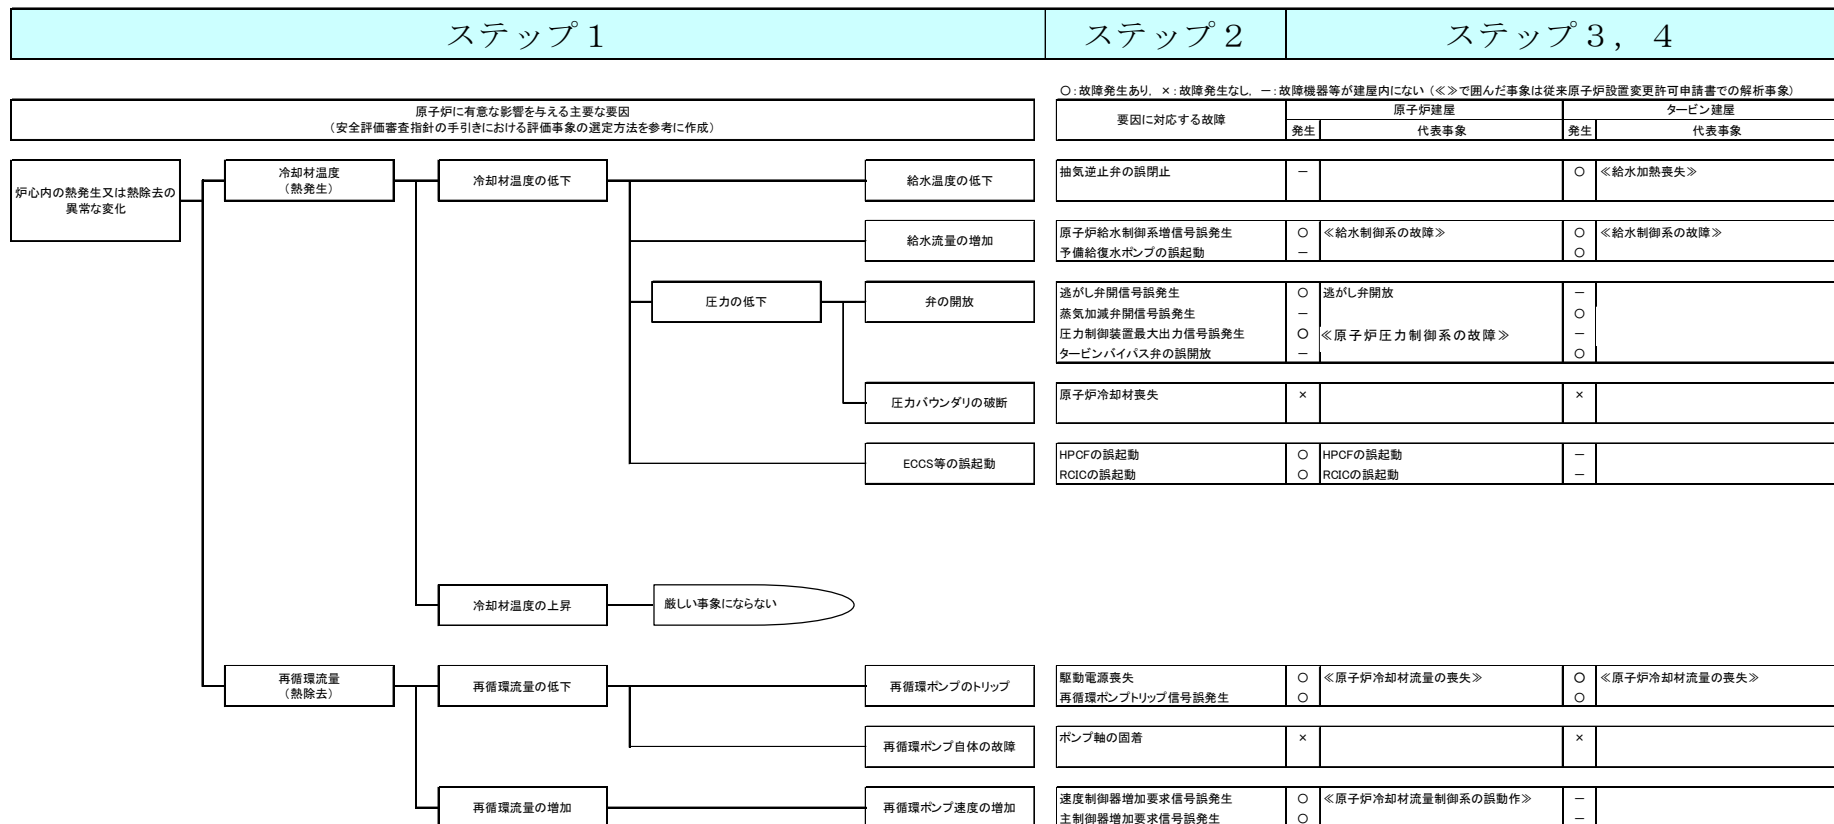 ステップ１
ステップ２
ステップ３，４
○：故障発生あり，×：故障発生なし，－：故障機器等が建屋内にない（≪≫で囲んだ事象は従来原子炉設置変更許可申請書での解析事象）
原子炉に有意な影響を与える主要な要因
（安全評価審査指針の手引きにおける評価事象の選定方法を参考に作成）
要因に対応する故障
原子炉建屋
タービン建屋
発生
代表事象
発生
代表事象
炉心内の熱発生又は熱除去の
異常な変化
冷却材温度
（熱発生）
冷却材温度の低下
給水温度の低下
抽気逆止弁の誤閉止
－
○
≪給水加熱喪失≫
給水流量の増加
原子炉給水制御系増信号誤発生
○
≪給水制御系の故障≫
○
≪給水制御系の故障≫
予備給復水ポンプの誤起動
－
○
圧力の低下
弁の開放
逃がし弁開信号誤発生
○
逃がし弁開放
－
蒸気加減弁開信号誤発生
－
○
圧力制御装置最大出力信号誤発生
○
≪原子炉圧力制御系の故障≫
－
タービンバイパス弁の誤開放
－
○
圧力バウンダリの破断
原子炉冷却材喪失
×
×
ECCS等の誤起動
HPCFの誤起動
○
HPCFの誤起動
－
RCICの誤起動
○
RCICの誤起動
－
冷却材温度の上昇
厳しい事象にならない
再循環流量
（熱除去）
再循環流量の低下
再循環ポンプのトリップ
駆動電源喪失
○
≪原子炉冷却材流量の喪失≫
○
≪原子炉冷却材流量の喪失≫
再循環ポンプトリップ信号誤発生
○
○
再循環ポンプ自体の故障
ポンプ軸の固着
×
×
再循環流量の増加
再循環ポンプ速度の増加
速度制御器増加要求信号誤発生
○
≪原子炉冷却材流量制御系の誤動作≫
－
主制御器増加要求信号誤発生
○
－